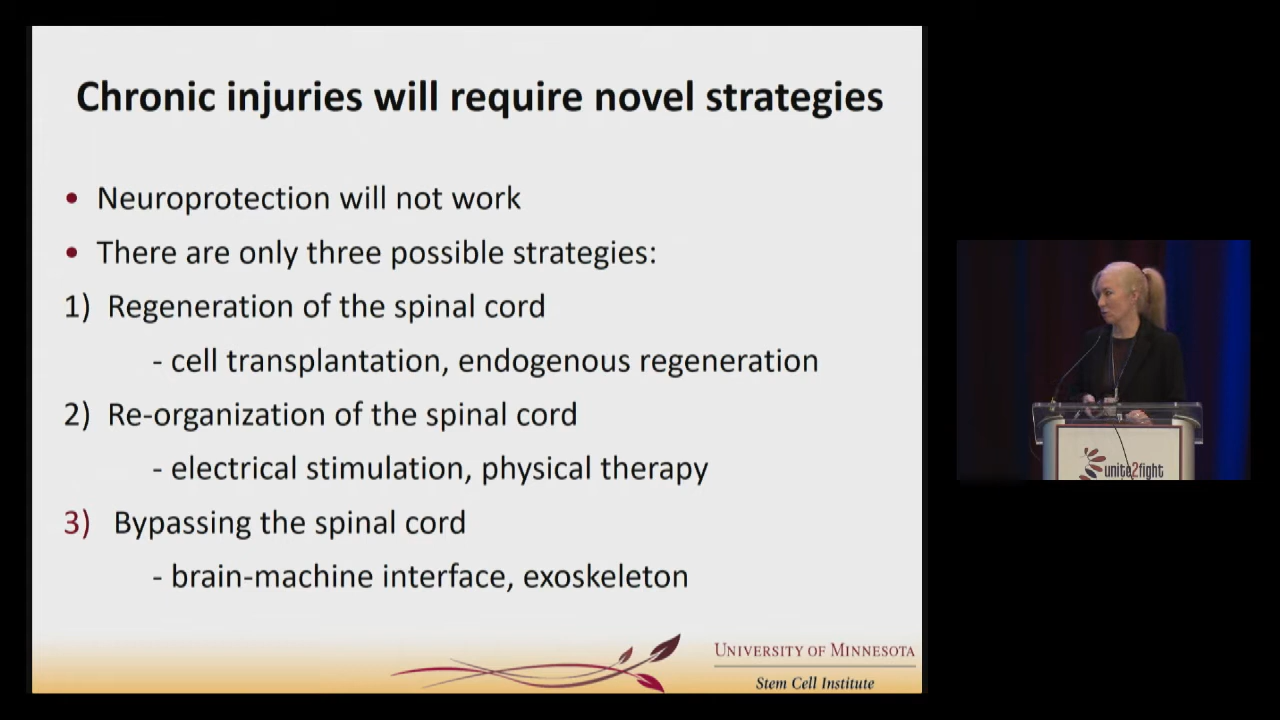 Chronic injuries will require novel strategies
• Neuroprotection will not work
• There are only three possible strategies:
1) Regeneration of the spinal cord
- cell transplantation, endogenous regeneration
2) Re-organization of the spinal cord
- electrical stimulation, physical therapy
3) Bypassing the spinal cord
- brain-machine interface, exoskeleton
UNIVERSITY OF MINNESOTA
Stem Cell Institute
unite2fight